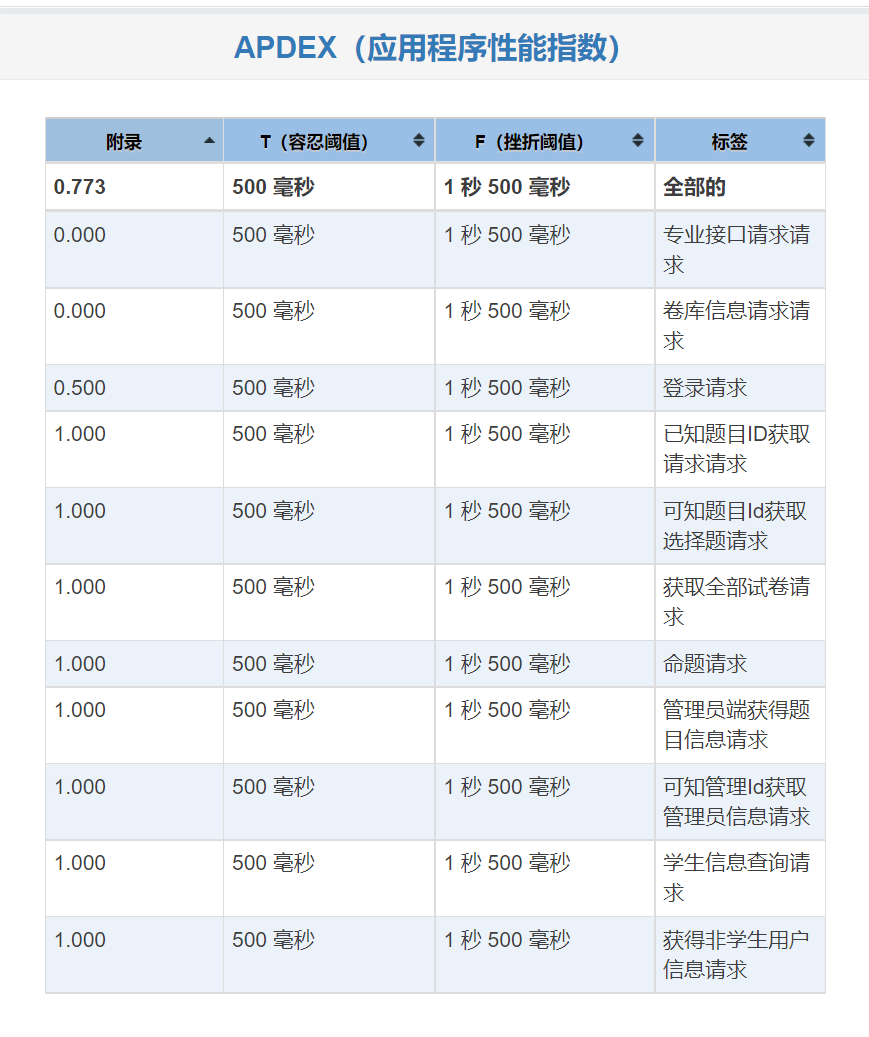 APDEX（应用程序性能指数）
附录 T（容忍阈值） F（挫折阈值） 标签
0.773 500 毫秒 1 秒 500 毫秒 全部的
0.000 500 毫秒 1 秒 500 毫秒 专业接口请求请
求
0.000 500 毫秒 1 秒 500 毫秒 卷库信息请求请
求
0.500 500 毫秒 1 秒 500 毫秒 登录请求
1.000 500 毫秒 1 秒 500 毫秒 已知题目ID获取
请求请求
1.000 500 毫秒 1 秒 500 毫秒 可知题目Id获取
选择题请求
1.000 500 毫秒 1 秒 500 毫秒 获取全部试卷请
求
1.000 500 毫秒 1 秒 500 毫秒 命题请求
1.000 500 毫秒 1 秒 500 毫秒 管理员端获得题
目信息请求
1.000 500 毫秒 1 秒 500 毫秒 可知管理Id获取
管理员信息请求
1.000 500 毫秒 1 秒 500 毫秒 学生信息查询请
求
1.000 500 毫秒 1 秒 500 毫秒 获得非学生用户
信息请求